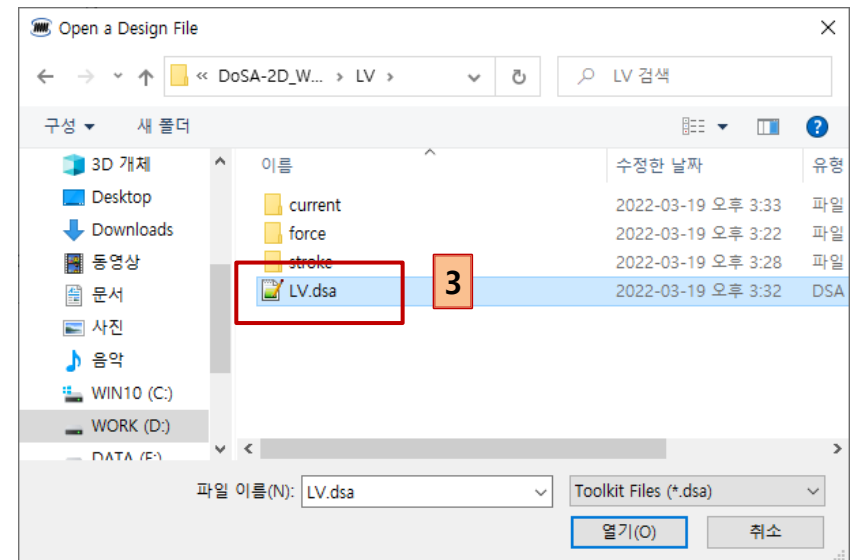 Open a Design File
« DoSA-2D_W... › LV ›
LV 검색
구성
새 폴더
이름
수정한 날짜
유형
3D 개체
Desktop
Downloads
동영상
문서
사진
음악
WIN10 (C:)
WORK (D:)
DATA (E:)
current
2022-03-19 오후 3:33
파일
force
2022-03-19 오후 3:22
파일
stroke
2022-03-19 오후 3:28
파일
LV.dsa
2022-03-19 오후 3:32
DSA
3
파일 이름(N):
LV.dsa
Toolkit Files (*.dsa)
열기(O)
취소